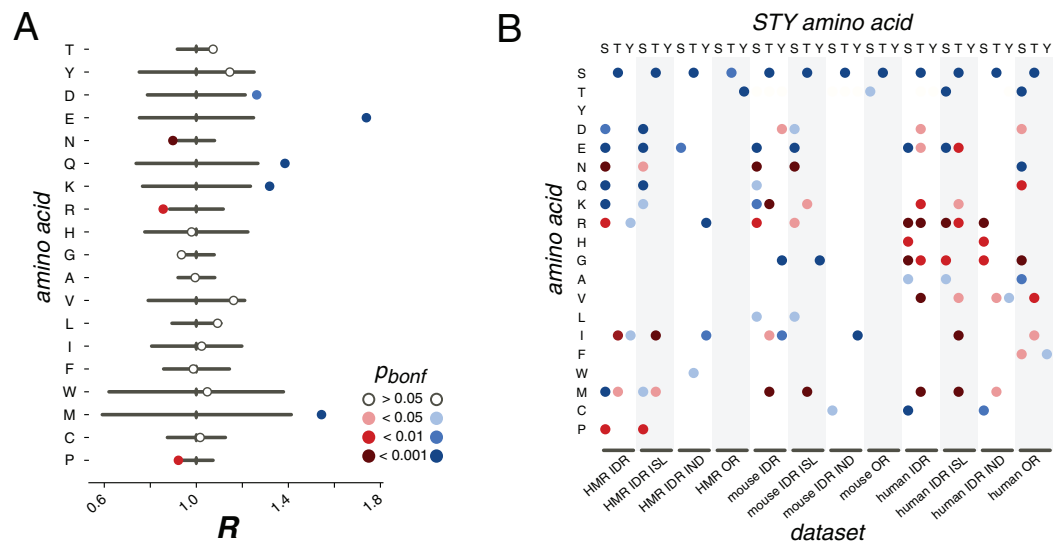 A
amino acid
T
Y
D
E
N
Q
K
R
H
G
A
V
L
I
F
W
M
C
P
0.6 1.0 1.4 1.8
R
pbonf
> 0.05
< 0.05
< 0.01
< 0.001
B
STY amino acid
S T Y S T Y S T Y S T Y S T Y S T Y S T Y S T Y S T Y S T Y S T Y S T Y
amino acid
S
T
Y
D
E
N
Q
K
R
H
G
A
V
L
I
F
W
M
C
P
HMR IDR
HMR IDR ISL
HMR IDR IND
HMR OR
mouse IDR
mouse IDR ISL
mouse IDR IND
mouse OR
human IDR
human IDR ISL
human IDR IND
human OR
dataset